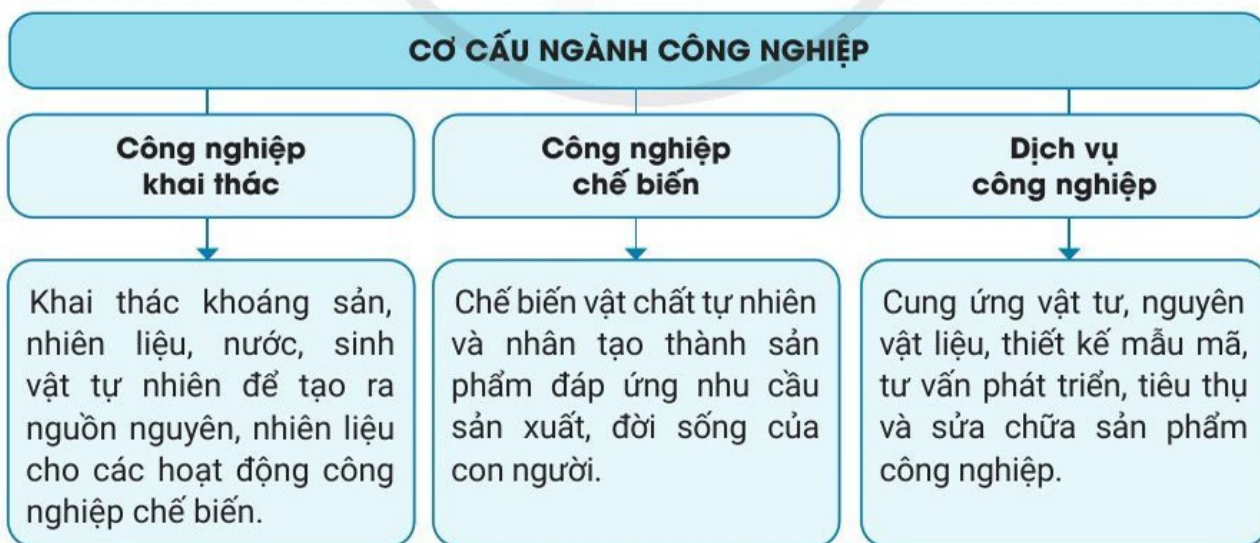 CƠ CẤU NGÀNH CÔNG NGHIỆP
Công nghiệp
khai thác
Khai thác khoáng sản,
nhiên liệu, nước, sinh
vật tự nhiên để tạo ra
nguồn nguyên, nhiên liệu
cho các hoạt động công
nghiệp chế biến.
Công nghiệp
chế biến
Chế biến vật chất tự nhiên
và nhân tạo thành sản
phẩm đáp ứng nhu cầu
sản xuất, đời sống của
con người.
Dịch vụ
công nghiệp
Cung ứng vật tư, nguyên
vật liệu, thiết kế mẫu mã,
tư vấn phát triển, tiêu thụ
và sửa chữa sản phẩm
công nghiệp.